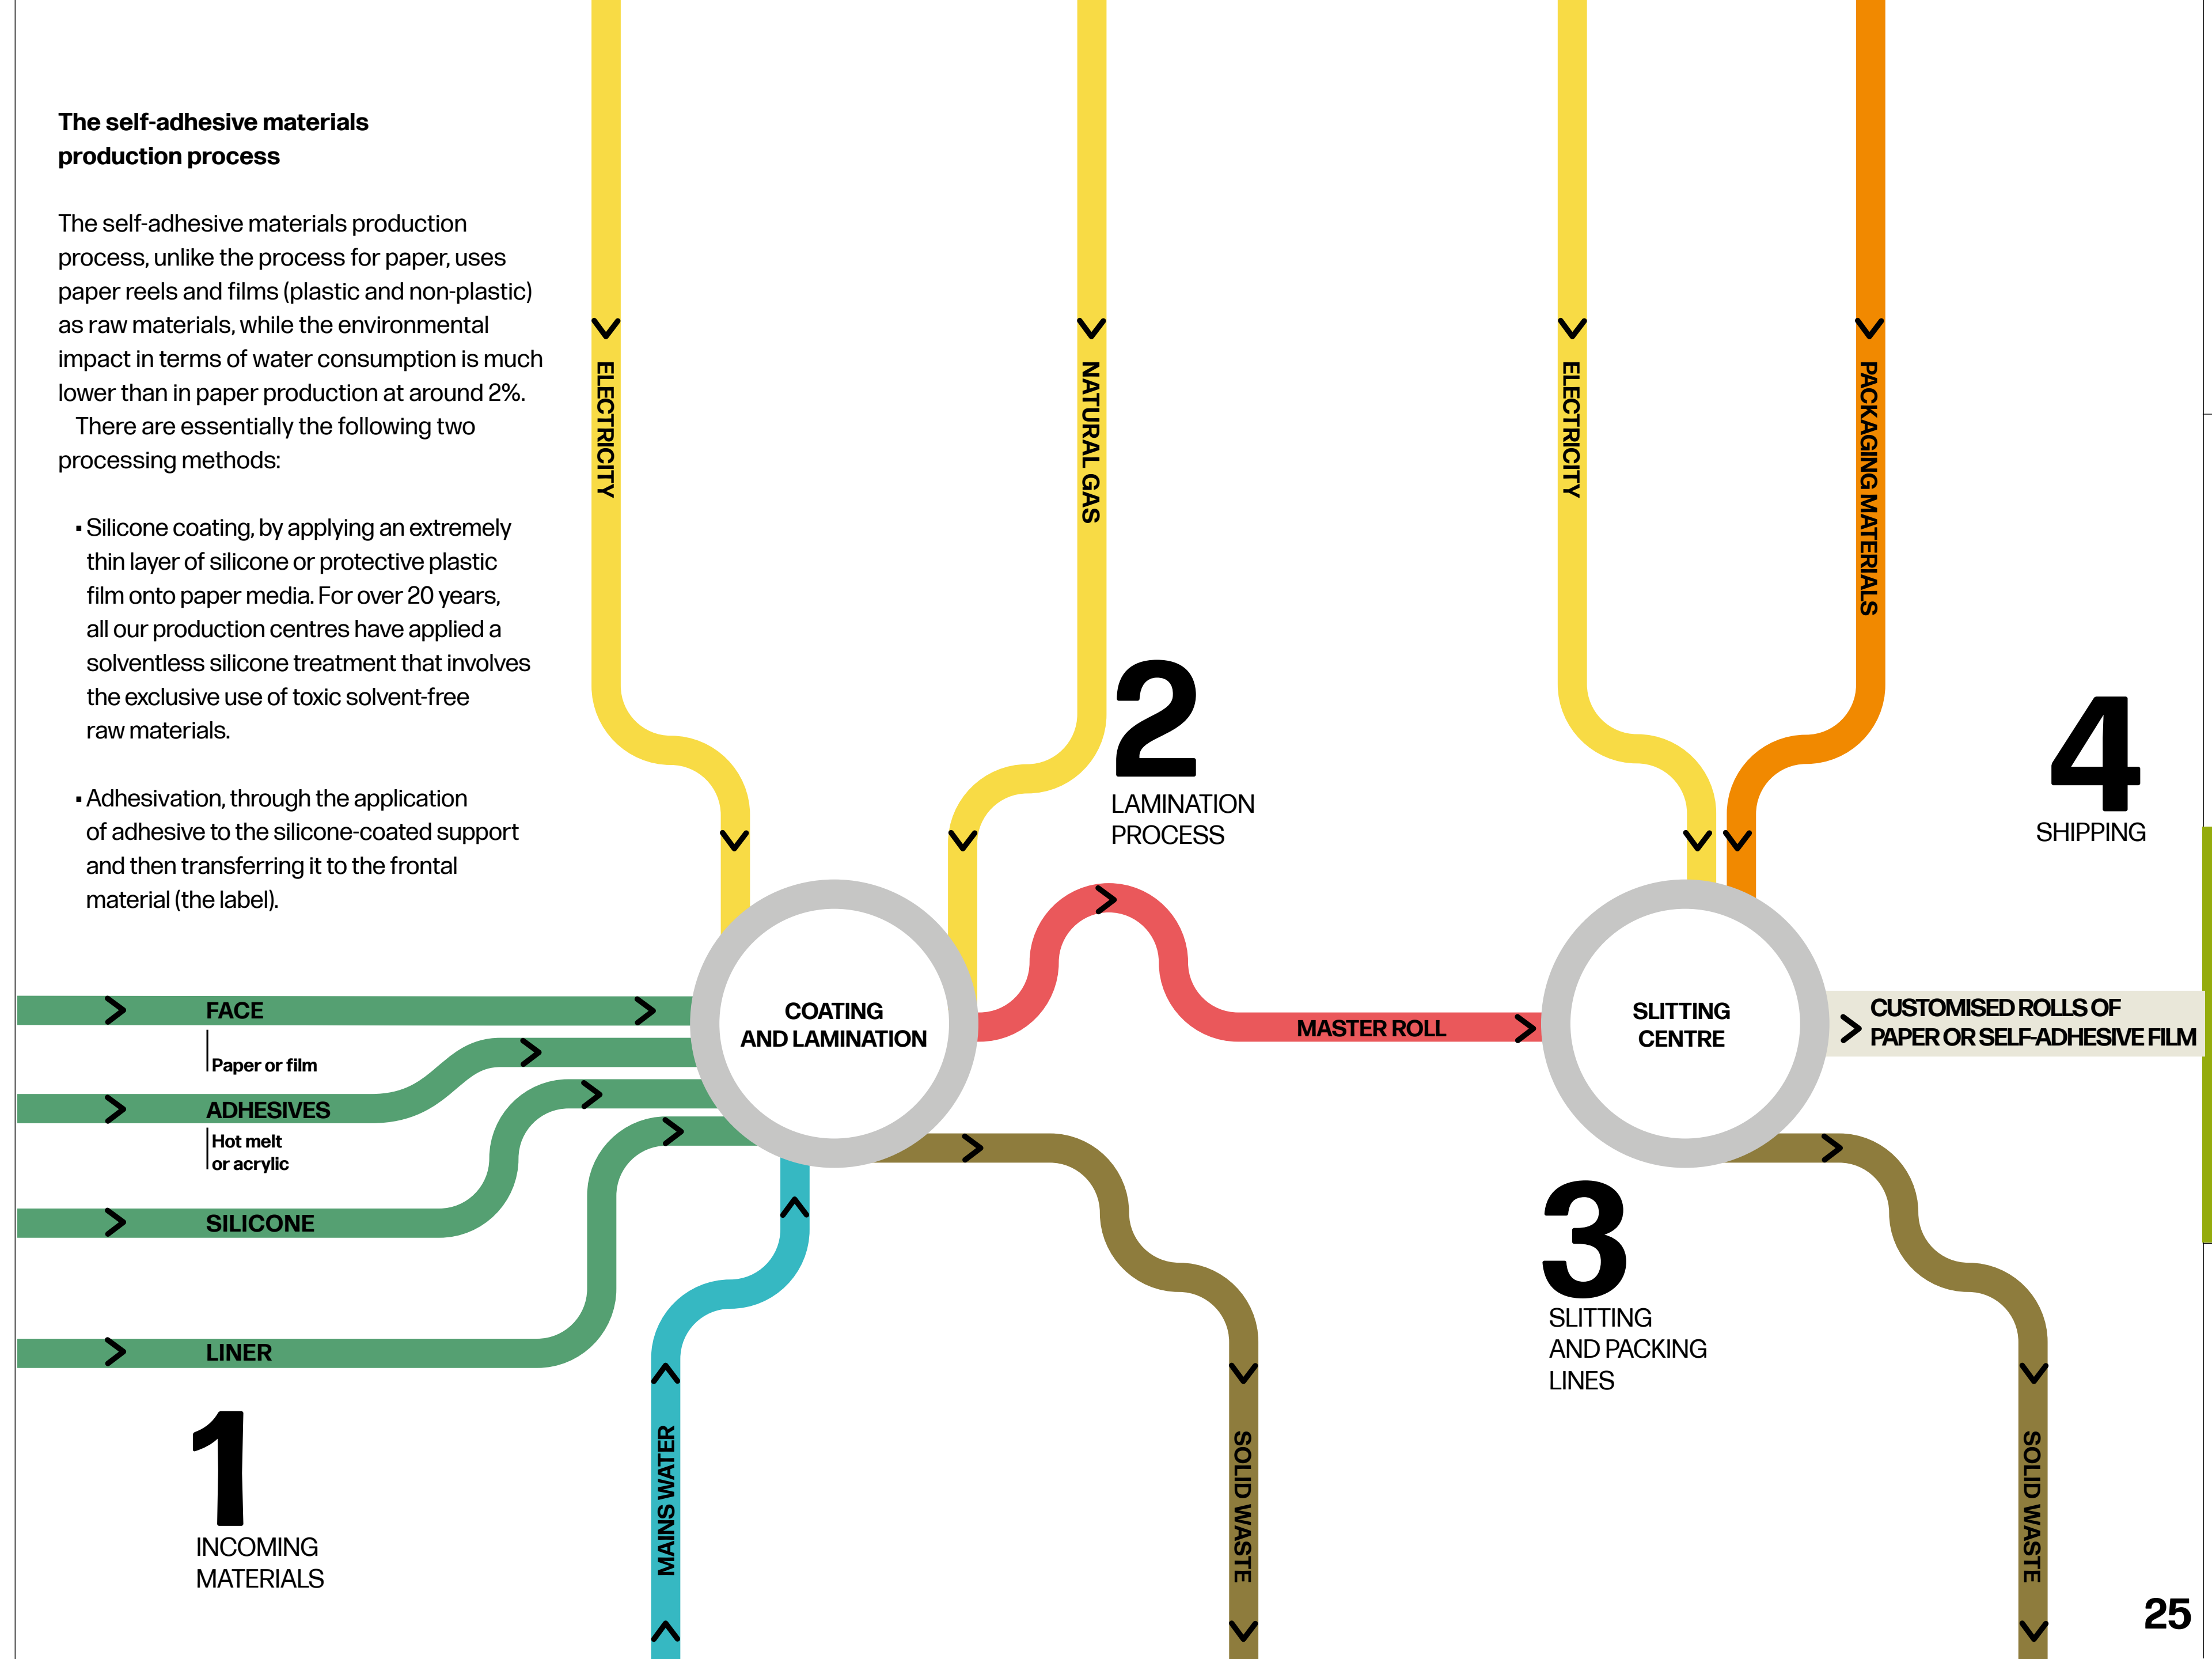 The self-adhesive materials
production process
The self-adhesive materials production
process, unlike the process for paper, uses
paper reels and films (plastic and non-plastic)
as raw materials, while the environmental
impact in terms of water consumption is much
lower than in paper production at around 2%.
There are essentially the following two
processing methods:
▪ Silicone coating, by applying an extremely
thin layer of silicone or protective plastic
film onto paper media. For over 20 years,
all our production centres have applied a
solventless silicone treatment that involves
the exclusive use of toxic solvent-free
raw materials.
▪ Adhesivation, through the application
of adhesive to the silicone-coated support
and then transferring it to the frontal
material (the label).
ELECTRICITY
NATURAL GAS
ELECTRICITY
PACKAGING MATERIALS
2
LAMINATION
PROCESS
4
SHIPPING
FACE
Paper or film
ADHESIVES
Hot melt
or acrylic
SILICONE
LINER
1
INCOMING
MATERIALS
COATING
AND LAMINATION
MASTER ROLL
SLITTING
CENTRE
CUSTOMISED ROLLS OF
PAPER OR SELF-ADHESIVE FILM
3
SLITTING
AND PACKING
LINES
MAINS WATER
SOLID WASTE
SOLID WASTE
25